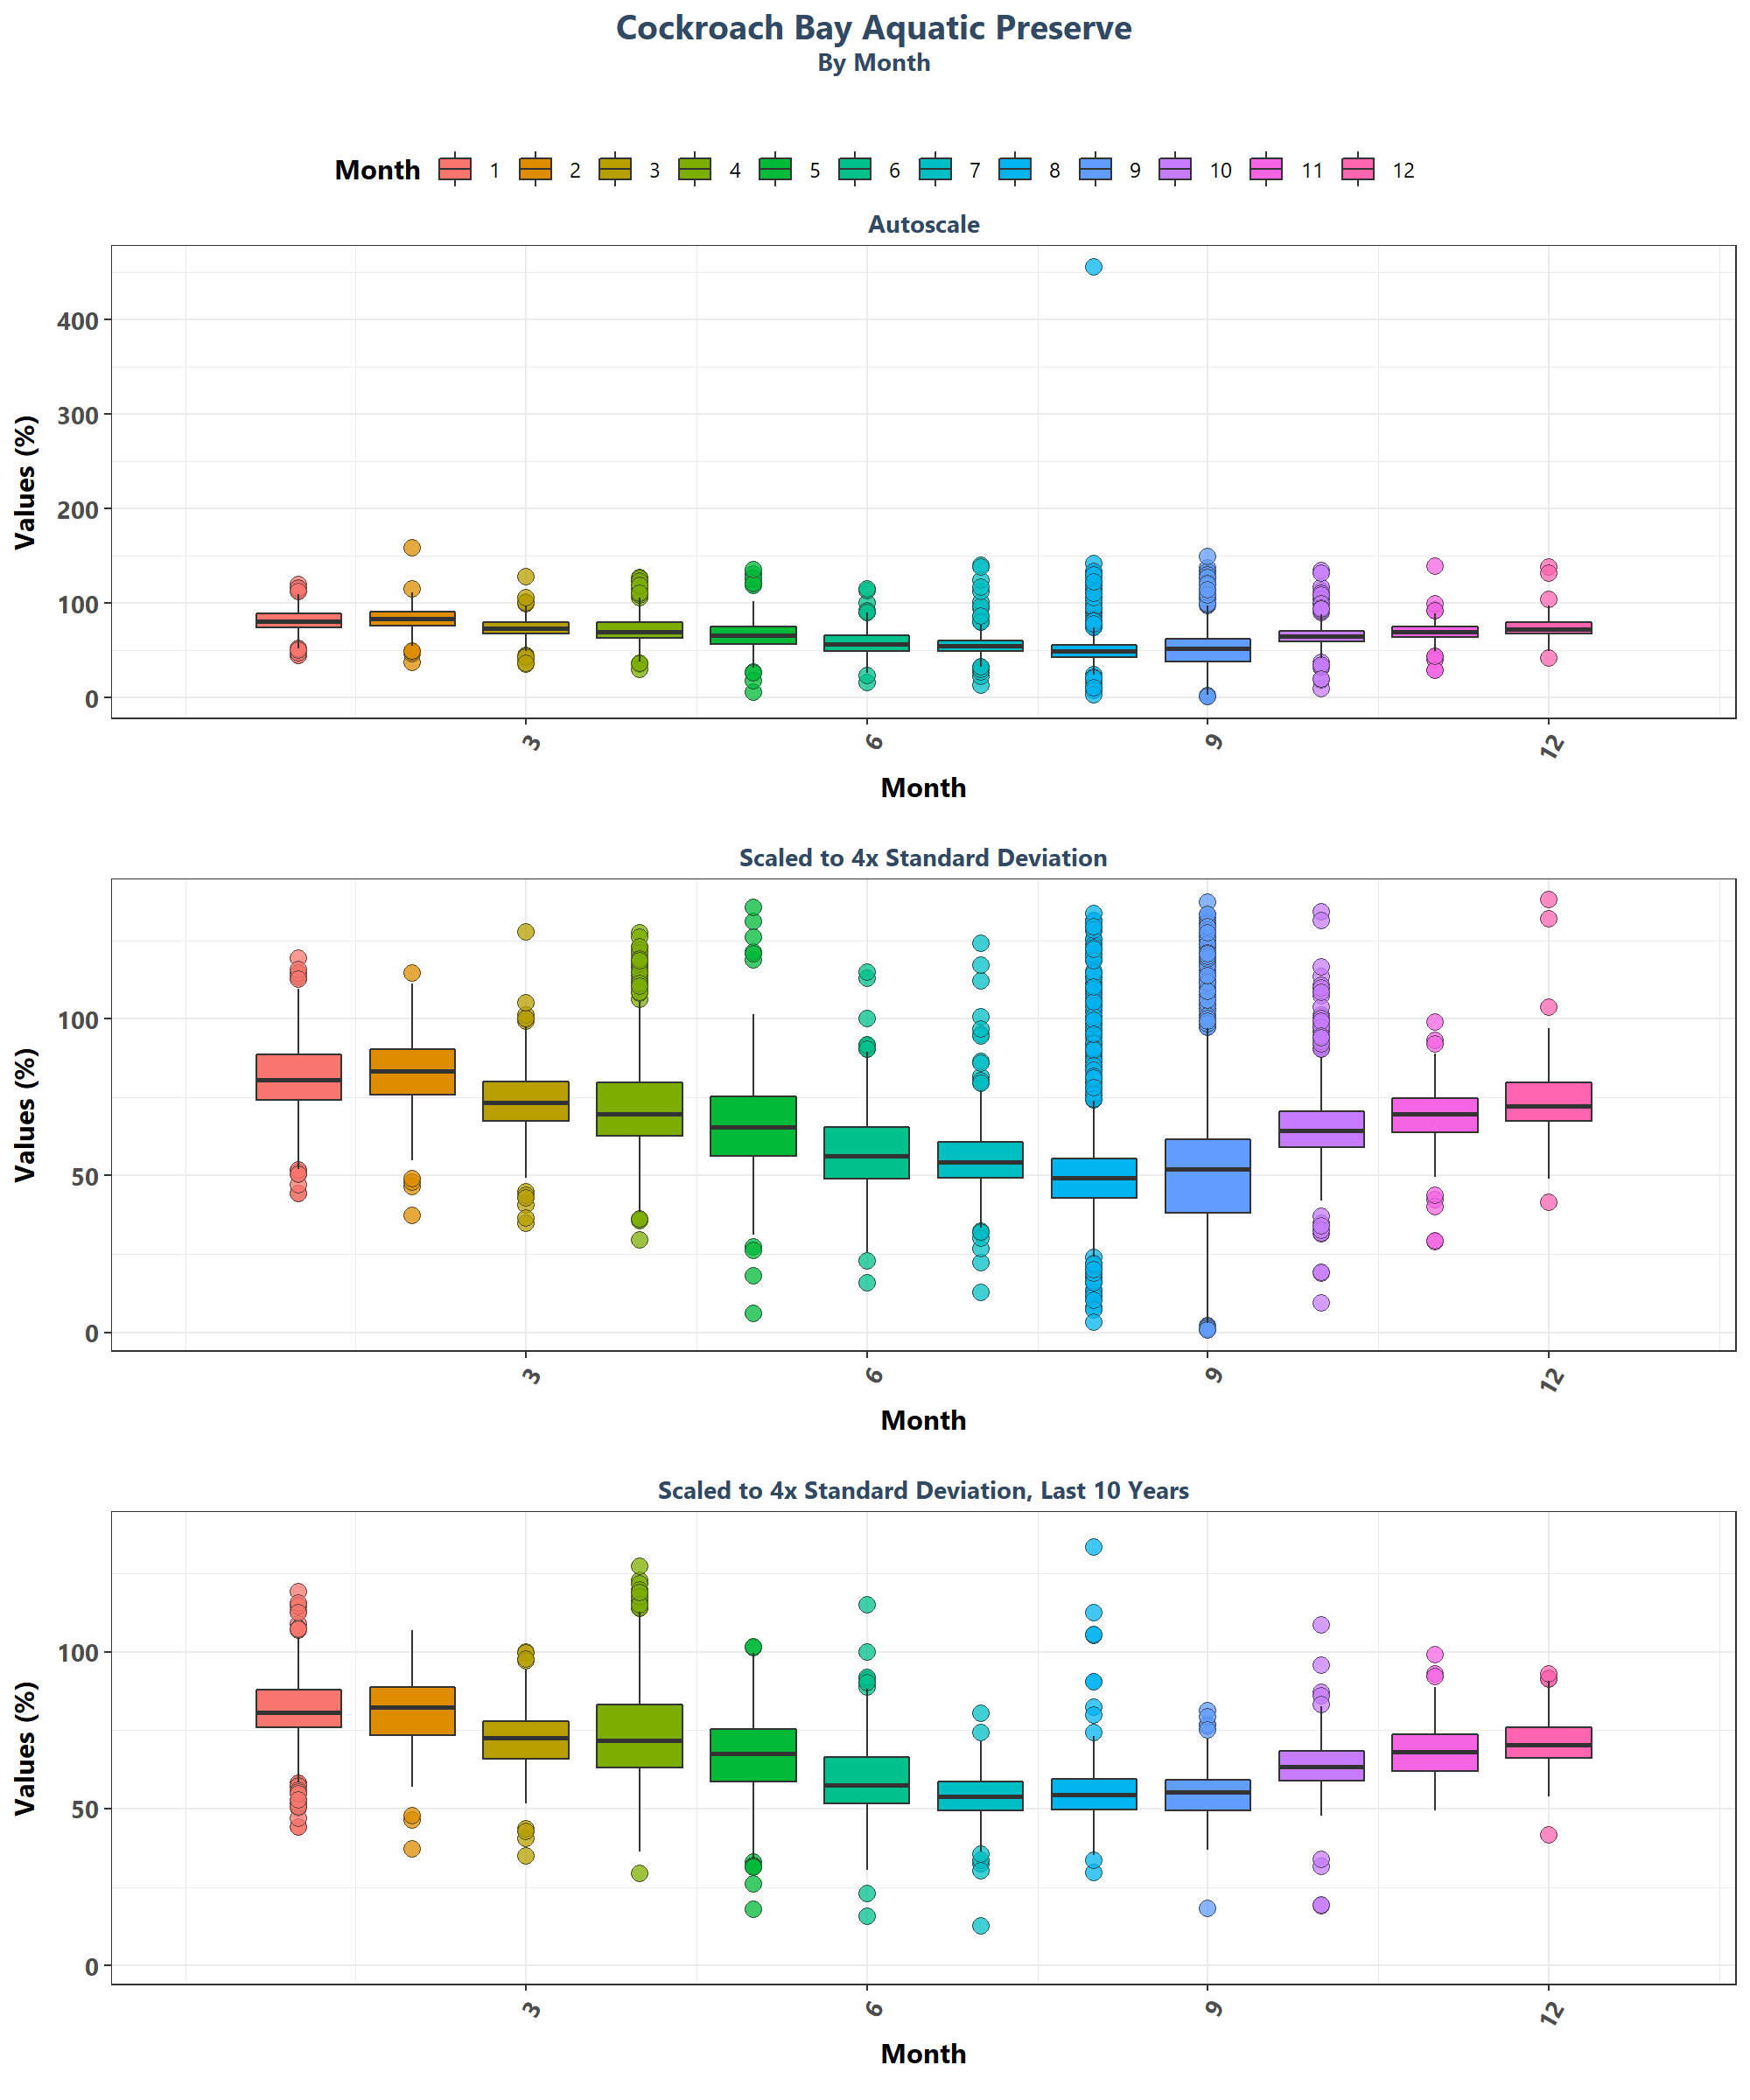 Cockroach Bay Aquatic Preserve
By Month
Month 1 2 3 4 5 6 7 8 9 10 11 12
Autoscale
Values (%)
400
300
200
100
0
3 6 9 12
Month
Scaled to 4x Standard Deviation
Values (%)
100
50
0
3 6 9 12
Month
Scaled to 4x Standard Deviation, Last 10 Years
Values (%)
100
50
0
3 6 9 12
Month